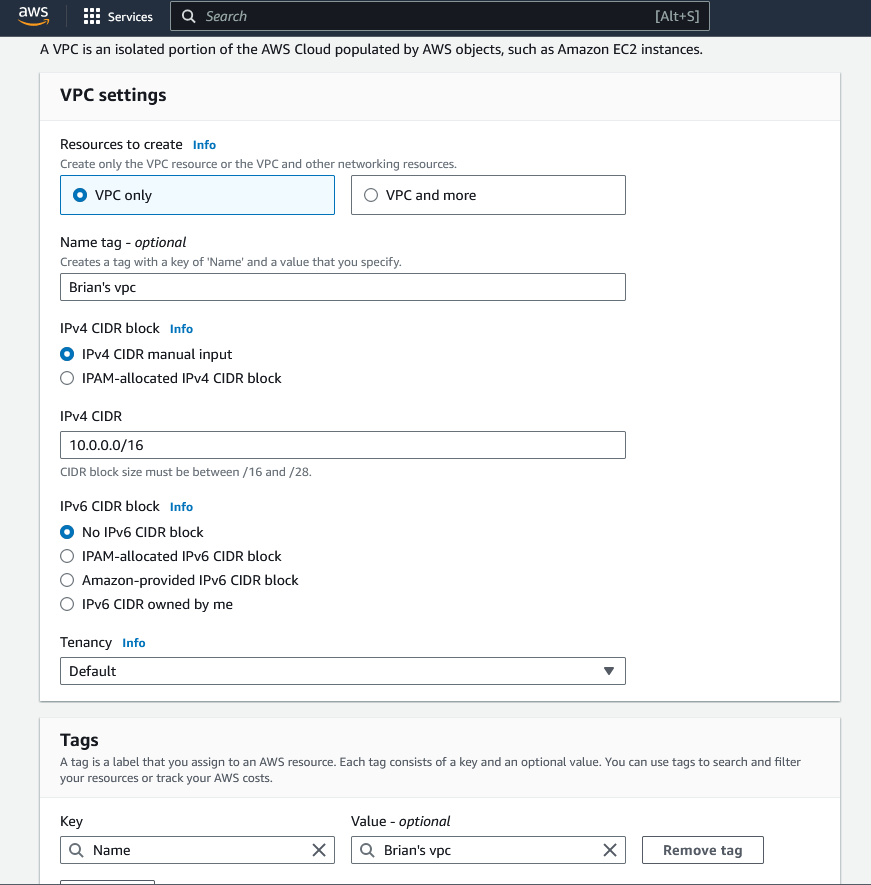 aws Services Search [Alt+S]
A VPC is an isolated portion of the AWS Cloud populated by AWS objects, such as Amazon EC2 instances.
VPC settings
Resources to create Info
Create only the VPC resource or the VPC and other networking resources.
VPC only VPC and more
Name tag - optional
Creates a tag with a key of 'Name' and a value that you specify.
Brian's vpc
IPv4 CIDR block Info
IPv4 CIDR manual input
IPAM-allocated IPv4 CIDR block
IPv4 CIDR
10.0.0.0/16
CIDR block size must be between /16 and /28.
IPv6 CIDR block Info
No IPv6 CIDR block
IPAM-allocated IPv6 CIDR block
Amazon-provided IPv6 CIDR block
IPv6 CIDR owned by me
Tenancy Info
Default
Tags
A tag is a label that you assign to an AWS resource. Each tag consists of a key and an optional value. You can use tags to search and filter
your resources or track your AWS costs.
Key Value - optional
Name Brian's vpc Remove tag